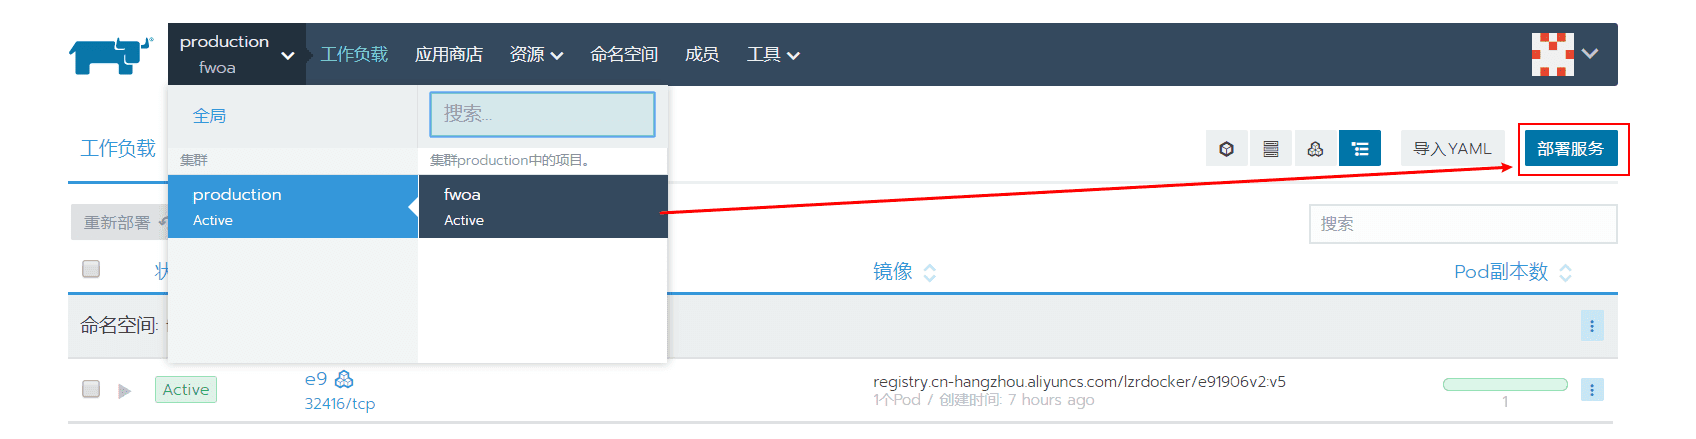 production
fwoa
工作负载
应用商店
资源
命名空间
成员
工具
全局
搜索...
工作负载
集群
集群production中的项目。
导入YAML
部署服务
production
Active
fwoa
Active
重新部署
搜索
镜像
Pod副本数
命名空间:
Active
e9
32416/tcp
registry.cn-hangzhou.aliyuncs.com/lzrdocker/e91906v2:v5
1个Pod / 创建时间: 7 hours ago
1